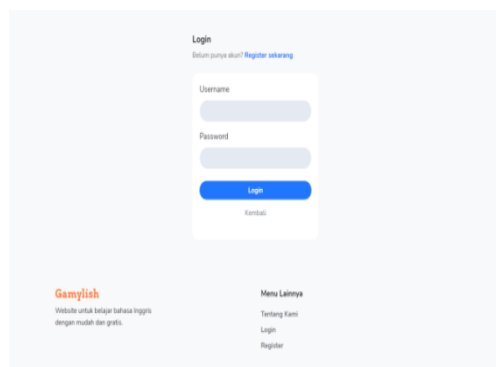 Login
Belum punya akun? Register sekarang
Username
Password
Login
Kembali
Gamylish
Website untuk belajar bahasa Inggris
dengan mudah dan gratis.
Menu Lainnya
Tentang Kami
Login
Register